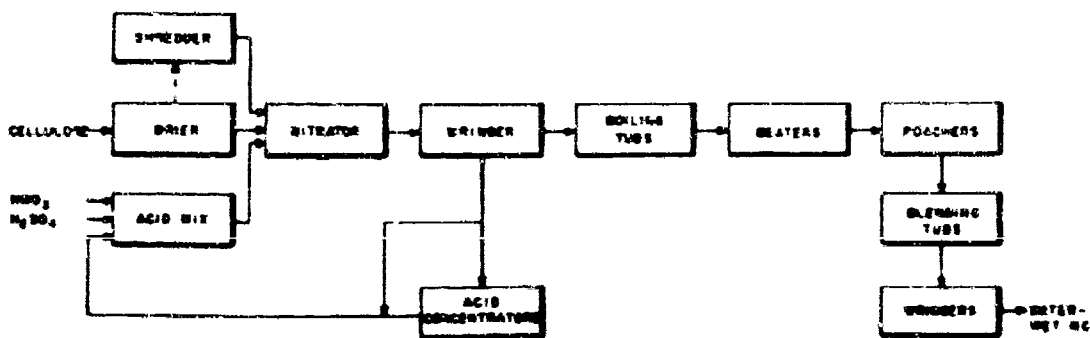 SHREDDER
CELLULOSE
DRIER
NITRATOR
WRINGER
BOILING
TUBS
BEATERS
POACHERS
HNO3
H2SO4
ACID MIX
BLENDING
TUBS
ACID
CONCENTRATORS
WRINGERS
WATER-
WET NC